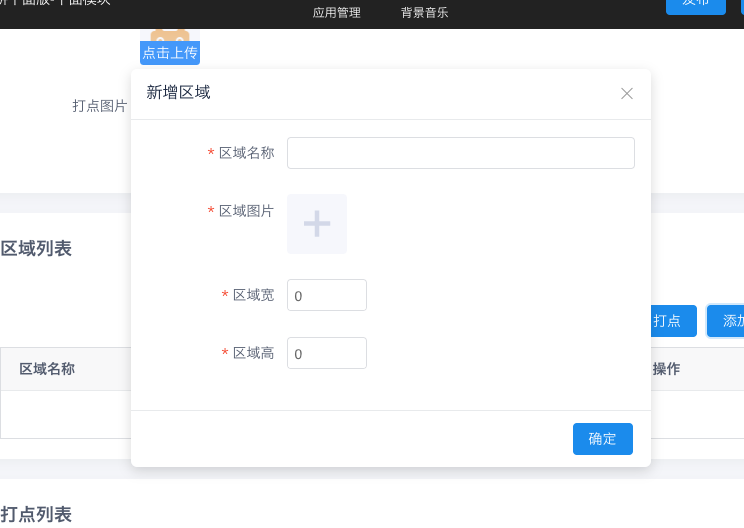 应用管理 背景音乐
点击上传
打点图片
新增区域
* 区域名称
* 区域图片
* 区域宽 0
* 区域高 0
确定
区域列表
打点
添加
区域名称
操作
打点列表